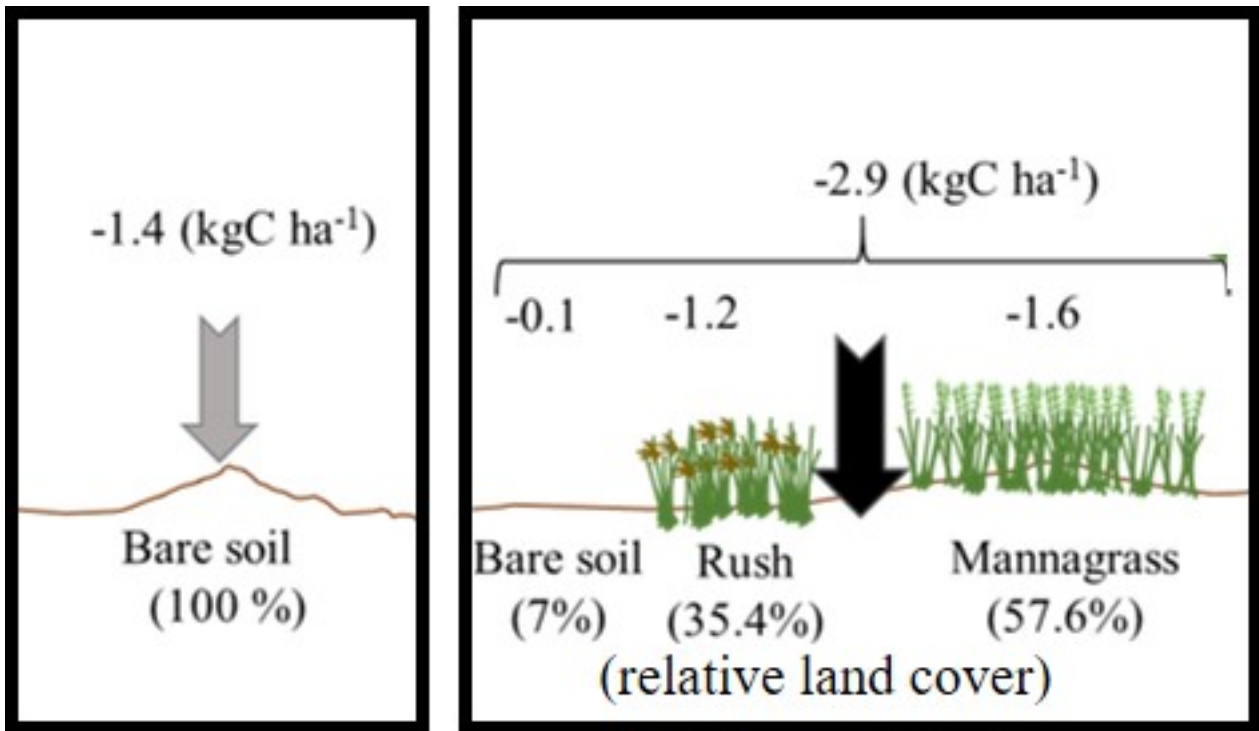 -1.4 (kgC ha⁻¹)
Bare soil
(100 %)
-2.9 (kgC ha⁻¹)
-0.1 -1.2 -1.6
Bare soil Rush Mannagrass
(7%) (35.4%) (57.6%)
(relative land cover)